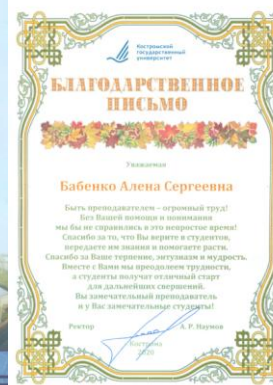 Костромской
государственный
университет
БЛАГОДАРСТВЕННОЕ
ПИСЬМО
Уважаемая
Бабенко Алена Сергеевна
Быть преподавателем – огромный труд!
Без Вашей помощи и понимания
мы бы не справились в это непростое время!
Спасибо за то, что Вы верите в студентов,
передаете им знания и помогаете расти.
Спасибо за Ваше терпение, энтузиазм и мудрость.
Вместе с Вами мы преодолеем трудности,
а студенты получат отличный старт
для дальнейших свершений.
Вы замечательный преподаватель
и у Вас замечательные студенты!
Ректор А. Р. Наумов
Кострома
2020